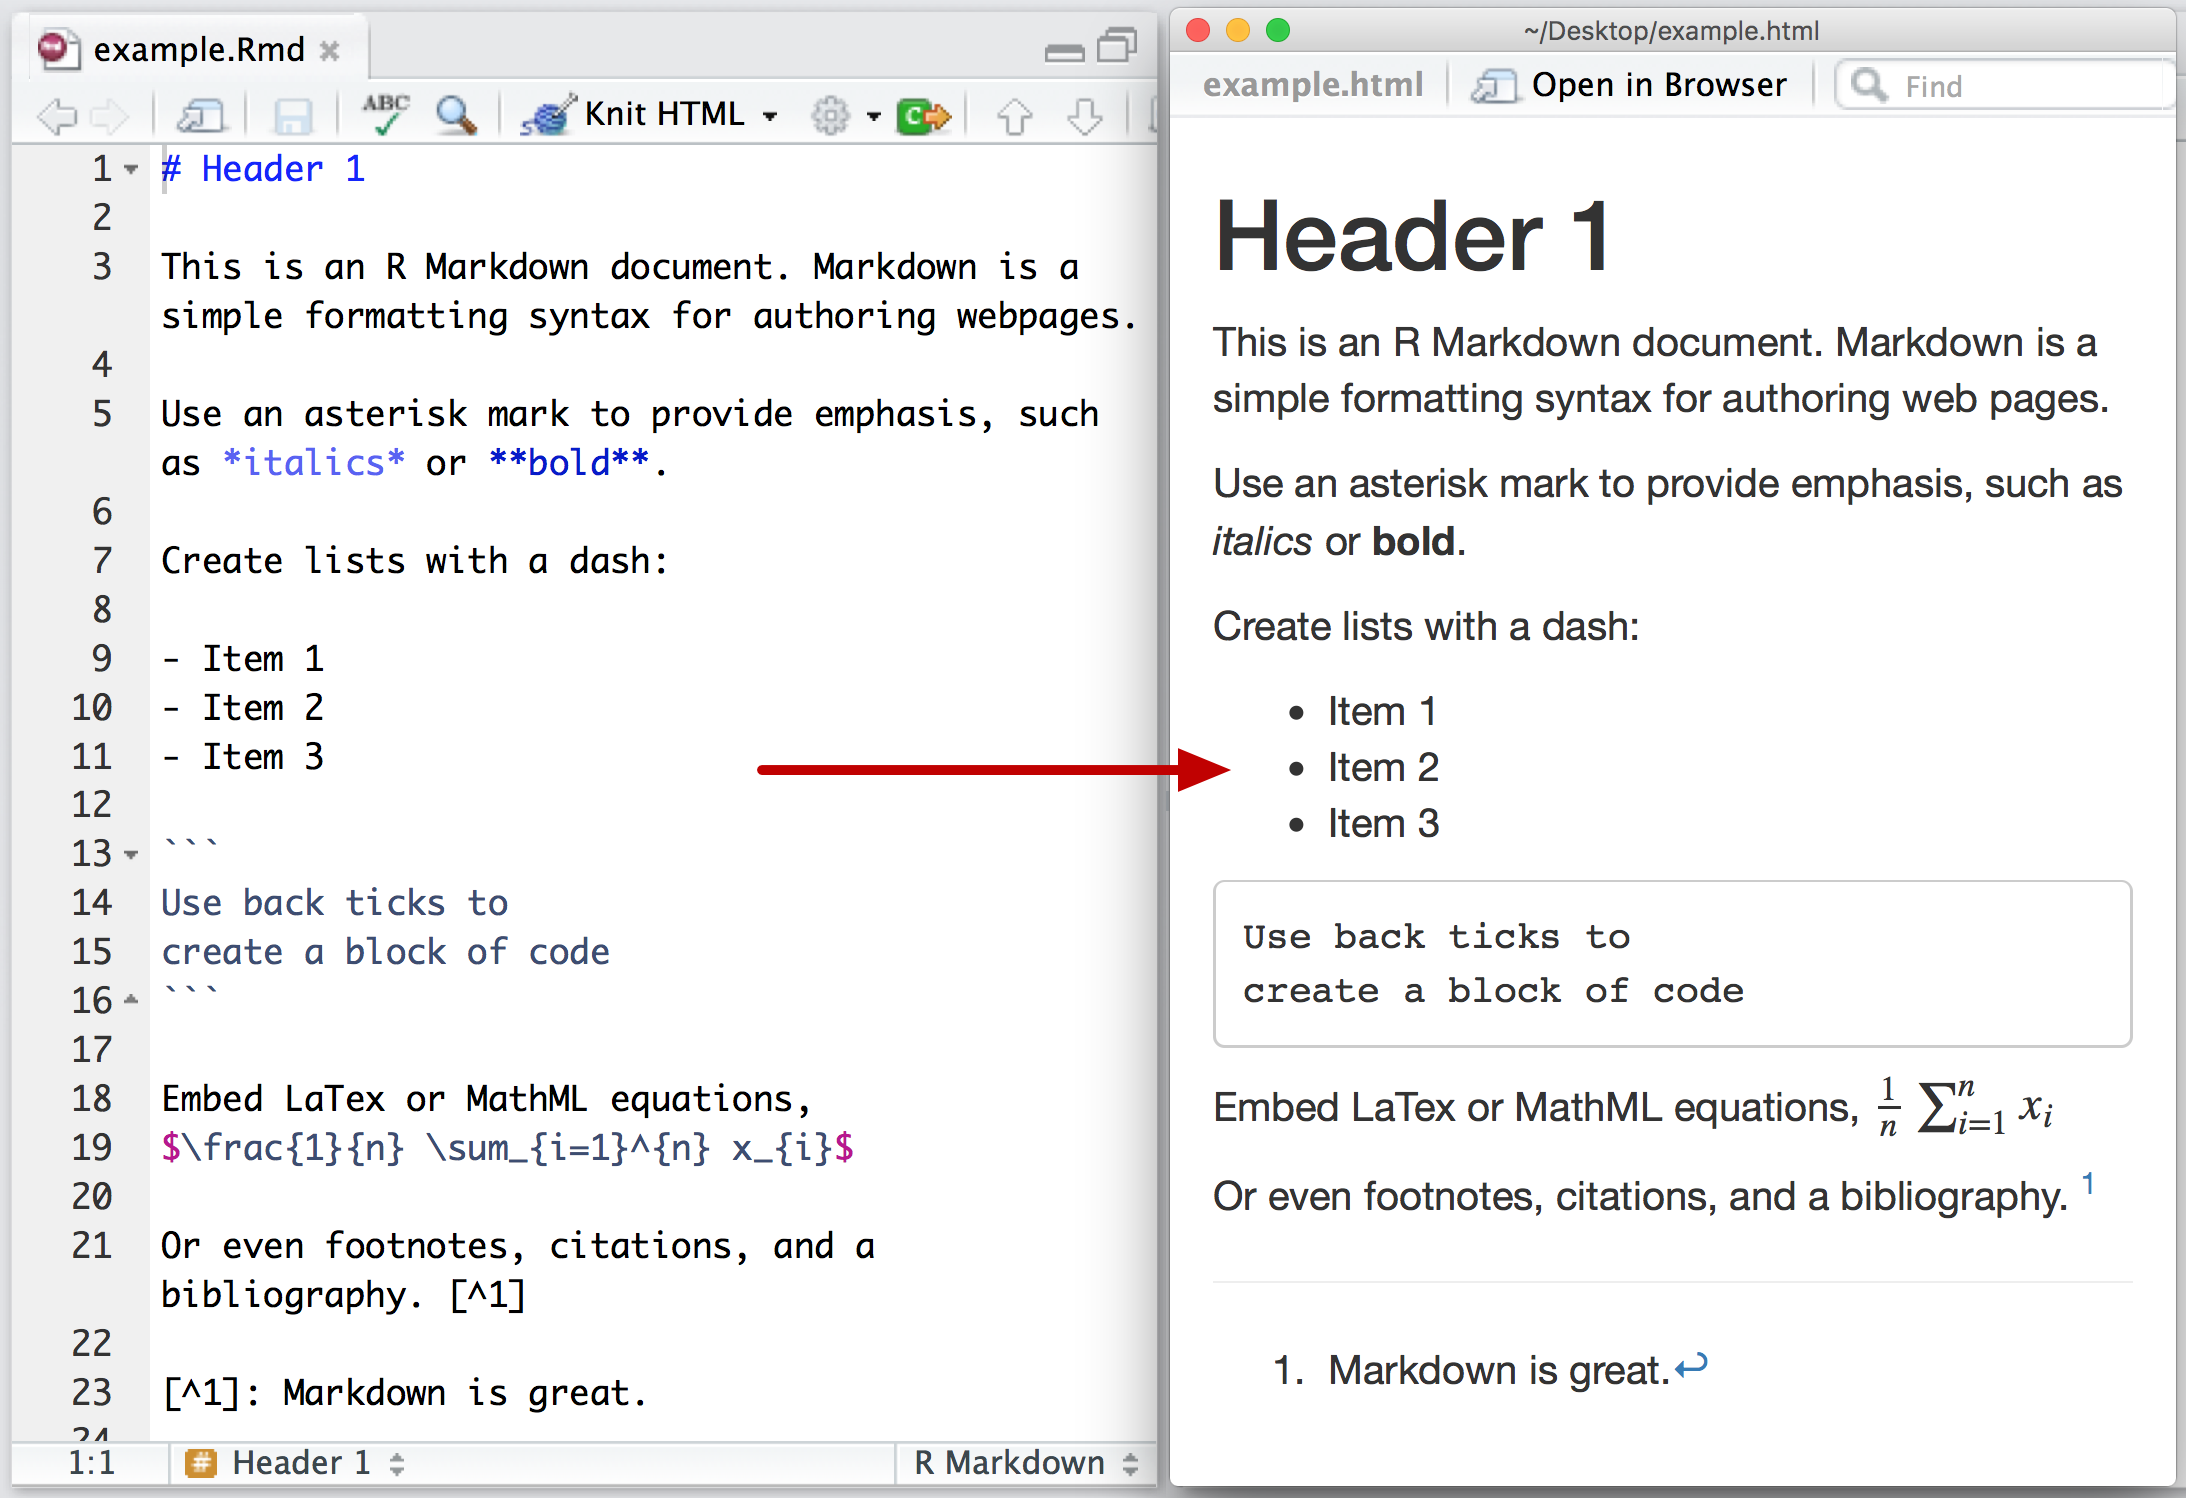 example.Rmd
ABC
Knit HTML
C
1 # Header 1
2
3 This is an R Markdown document. Markdown is a
simple formatting syntax for authoring webpages.
4
5 Use an asterisk mark to provide emphasis, such
as *italics* or **bold**.
6
7 Create lists with a dash:
8
9 - Item 1
10 - Item 2
11 - Item 3
12
13 ```
14 Use back ticks to
15 create a block of code
16 ```
17
18 Embed LaTex or MathML equations,
19 $\frac{1}{n} \sum_{i=1}^{n} x_{i}$
20
21 Or even footnotes, citations, and a
bibliography. [^1]
22
23 [^1]: Markdown is great.
24
1:1 # Header 1 R Markdown
~/Desktop/example.html
example.html Open in Browser Find
Header 1
This is an R Markdown document. Markdown is a
simple formatting syntax for authoring web pages.
Use an asterisk mark to provide emphasis, such as
italics or bold.
Create lists with a dash:
• Item 1
• Item 2
• Item 3
Use back ticks to
create a block of code
Embed LaTex or MathML equations, $\frac{1}{n} \sum_{i=1}^{n} x_i$
Or even footnotes, citations, and a bibliography. 1
1. Markdown is great.↩